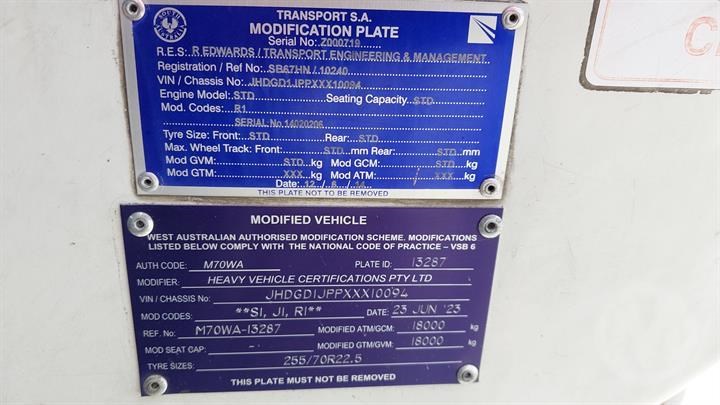 SOUTH
AUSTRALIA
TRANSPORT S.A.
MODIFICATION PLATE
Serial No: Z000719
R.E.S: R EDWARDS / TRANSPORT ENGINEERING & MANAGEMENT
Registration / Ref No: SB67HN / 10240
VIN / Chassis No: JHDGD1JPPXXX10094
Engine Model: STD Seating Capacity: STD
Mod. Codes: R1
SERIAL No. 14020206
Tyre Size: Front: STD Rear: STD
Max. Wheel Track: Front: STD mm Rear: STD mm
Mod GVM: STD kg Mod GCM: STD kg
Mod GTM: XXX kg Mod ATM: XXX kg
Date: 12 / 8 / 14
THIS PLATE NOT TO BE REMOVED
MODIFIED VEHICLE
WEST AUSTRALIAN AUTHORISED MODIFICATION SCHEME. MODIFICATIONS
LISTED BELOW COMPLY WITH THE NATIONAL CODE OF PRACTICE – VSB 6
AUTH CODE: M70WA PLATE ID: 13287
MODIFIER: HEAVY VEHICLE CERTIFICATIONS PTY LTD
VIN / CHASSIS No: JHDGD1JPPXXX10094
MOD CODES: **S1, J1, R1** DATE: 23 JUN '23
REF. No: M70WA-13287 MODIFIED ATM/GCM: 18000 kg
MOD SEAT CAP: - MODIFIED GTM/GVM: 18000 kg
TYRE SIZES: 255/70R22.5
THIS PLATE MUST NOT BE REMOVED